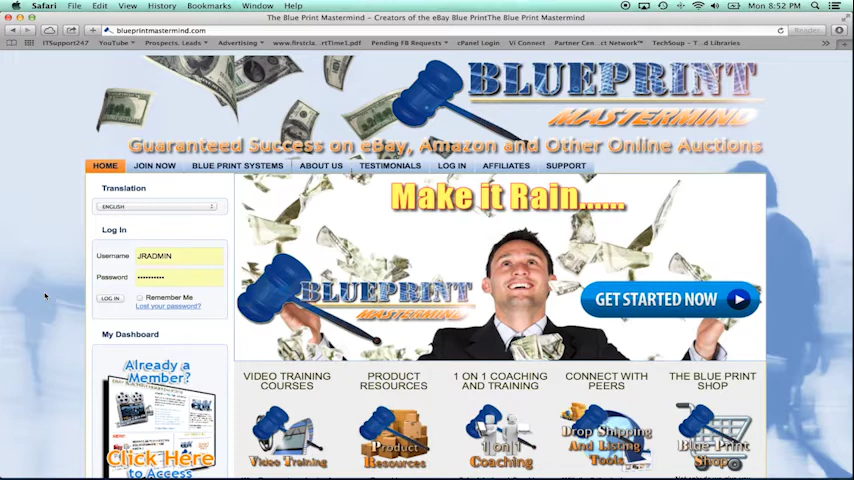 Safari File Edit View History Bookmarks Window Help
Mon 8:52 PM
The Blue Print Mastermind – Creators of the eBay Blue PrintThe Blue Print Mastermind
blueprintmastermind.com
Reader
ITSupport247 YouTube Prospects. Leads Advertising www.firstcla...rtTime1.pdf Pending FB Requests cPanel Login Vi Connect Partner Cen...ct Network™ TechSoup - T...d Libraries
BLUEPRINT
MASTERMIND
Guaranteed Success on eBay, Amazon and Other Online Auctions
HOME JOIN NOW BLUE PRINT SYSTEMS ABOUT US TESTIMONIALS LOG IN AFFILIATES SUPPORT
Translation
ENGLISH
Log In
Username JRADMIN
Password ••••••••••
LOG IN Remember Me
Lost your password?
My Dashboard
Already a
Member?
Click Here
to Access
Make it Rain......
BLUEPRINT
MASTERMIND
GET STARTED NOW
VIDEO TRAINING
COURSES
PRODUCT
RESOURCES
1 ON 1 COACHING
AND TRAINING
CONNECT WITH
PEERS
THE BLUE PRINT
SHOP
Video Training
Product
Resources
1 on 1
Coaching
Drop Shipping
And Listing
Tools
Blue Print
Shop